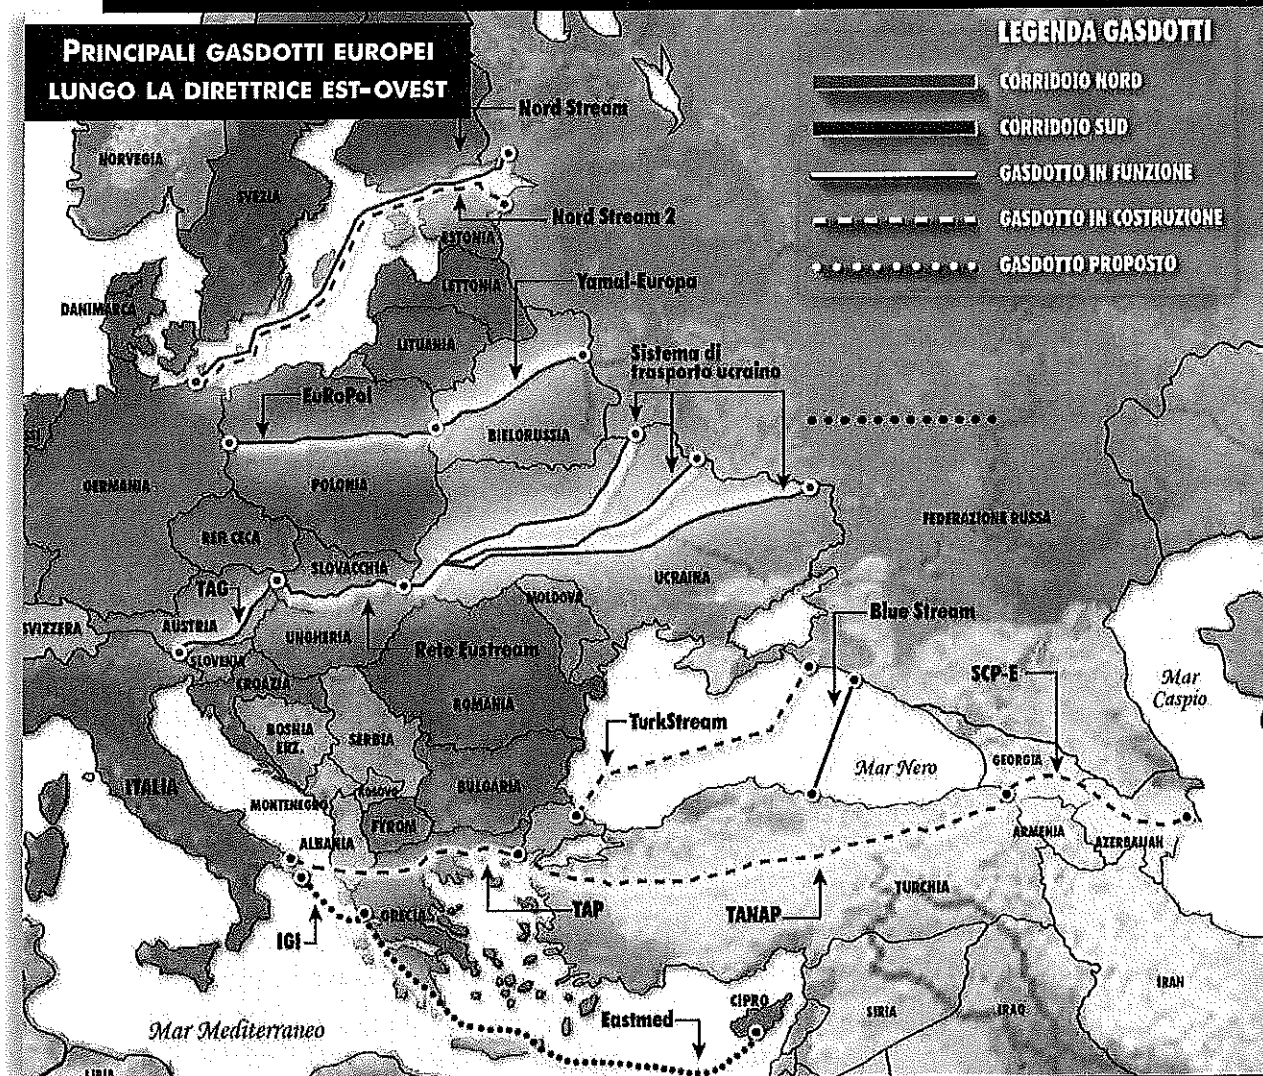 PRINCIPALI GASDOTTI EUROPEI
LUNGO LA DIRETTRICE EST-OVEST
LEGENDA GASDOTTI
CORRIDOIO NORD
CORRIDOIO SUD
GASDOTTO IN FUNZIONE
GASDOTTO IN COSTRUZIONE
GASDOTTO PROPOSTO
Nord Stream
NORVEGIA
SVEZIA
Nord Stream 2
ESTONIA
LETTONIA
Yamal-Europa
DANIMARCA
LITUANIA
Sistema di
trasporto ucraino
EuRoPol
BIELORUSSIA
GERMANIA
POLONIA
FEDERAZIONE RUSSA
REP. CECA
SLOVACCHIA
UCRAINA
TAG
MOLDOVA
SVIZZERA
AUSTRIA
UNGHERIA
Blue Stream
SLOVENIA
Rete Eustream
CROAZIA
SCP-E
Mar
Caspio
ROMANIA
BOSNIA
ERZ.
SERBIA
TurkStream
Mar Nero
GEORGIA
ITALIA
KOSOVO
BULGARIA
MONTENEGRO
FYROM
ALBANIA
ARMENIA
AZERBAIJAN
TURCHIA
GRECIA
TAP
TANAP
IGI
IRAN
CIPRO
SIRIA
IRAQ
Eastmed
Mar Mediterraneo
LIBIA